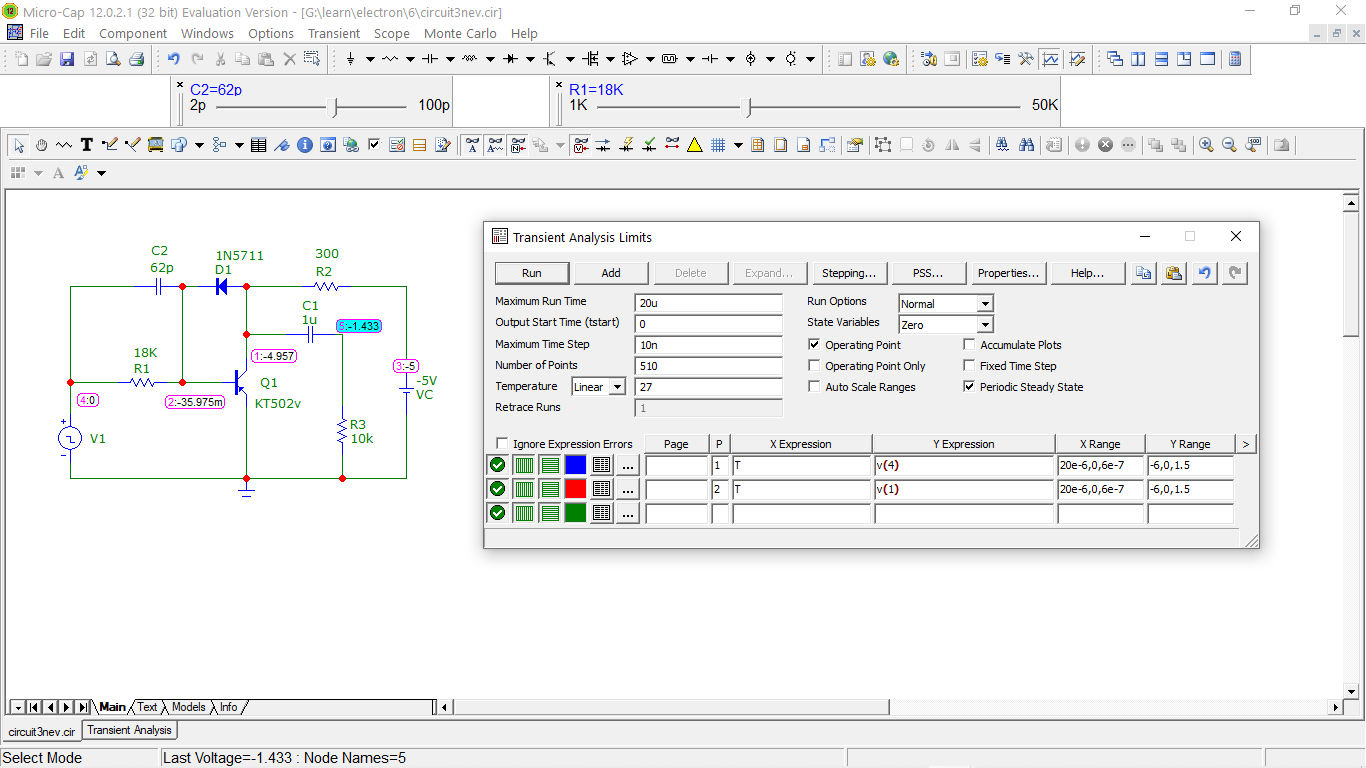 Micro-Cap 12.0.2.1 (32 bit) Evaluation Version - [G:\learn\electron\6\circuit3nev.cir]
File Edit Component Windows Options Transient Scope Monte Carlo Help
C2=62p
2p 100p
R1=18K
1K 50K
C2
62p
1N5711
D1
300
R2
C1
1u
5:-1.433
18K
R1
1:-4.957
3:-5
-5V
VC
Q1
4:0
2:-35.975m
KT502v
+
V1
-
R3
10k
Transient Analysis Limits
Run Add Delete Expand... Stepping... PSS... Properties... Help...
Maximum Run Time 20u Run Options Normal
Output Start Time (tstart) 0 State Variables Zero
Maximum Time Step 10n Operating Point Accumulate Plots
Number of Points 510 Operating Point Only Fixed Time Step
Temperature Linear 27 Auto Scale Ranges Periodic Steady State
Retrace Runs 1
Ignore Expression Errors Page P X Expression Y Expression X Range Y Range >
... 1 T v(4) 20e-6,0,6e-7 -6,0,1.5
... 2 T v(1) 20e-6,0,6e-7 -6,0,1.5
...
Main Text Models Info
circuit3nev.cir Transient Analysis
Select Mode Last Voltage=-1.433 : Node Names=5